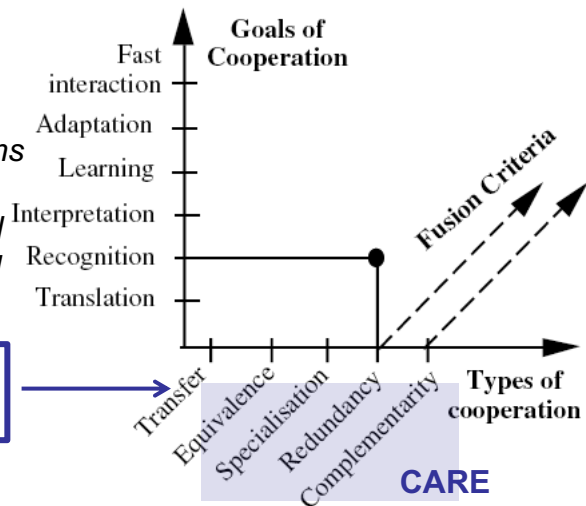 Goals of
Cooperation
Fast
interaction
Adaptation
Learning
Interpretation
Recognition
Translation
Fusion Criteria
Transfer
Equivalence
Specialisation
Redundancy
Complementarity
Types of
cooperation
CARE